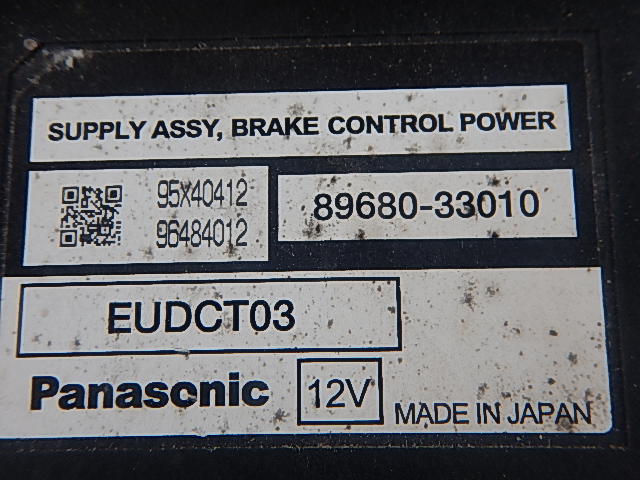 SUPPLY ASSY, BRAKE CONTROL POWER
95X40412
96484012
89680-33010
EUDCT03
Panasonic 12V MADE IN JAPAN